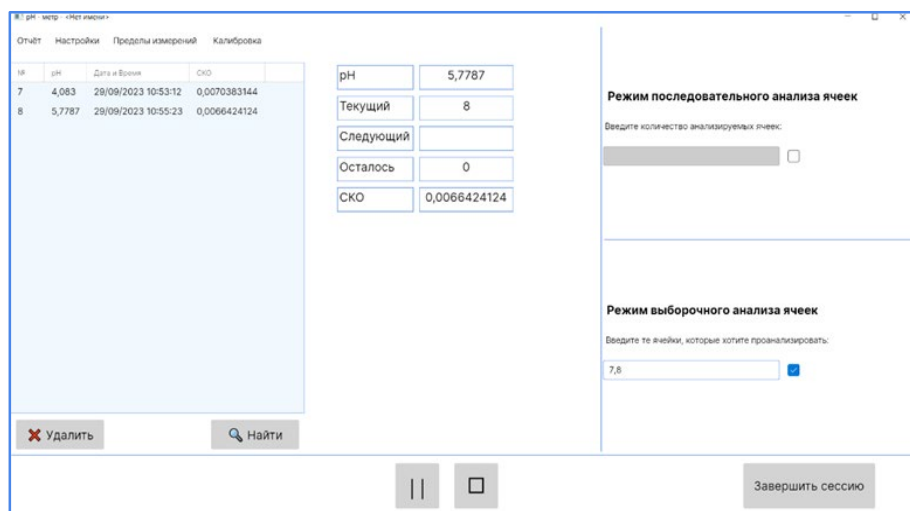 pH - метр - <Нет имени>
Отчёт Настройки Пределы измерений Калибровка
№ pH Дата и Время СКО
7 4,083 29/09/2023 10:53:12 0,0070383144
8 5,7787 29/09/2023 10:55:23 0,0066424124
Удалить
Найти
pH 5,7787
Текущий 8
Следующий
Осталось 0
СКО 0,0066424124
Режим последовательного анализа ячеек
Введите количество анализируемых ячеек:
Режим выборочного анализа ячеек
Введите те ячейки, которые хотите проанализировать:
7,8
Завершить сессию